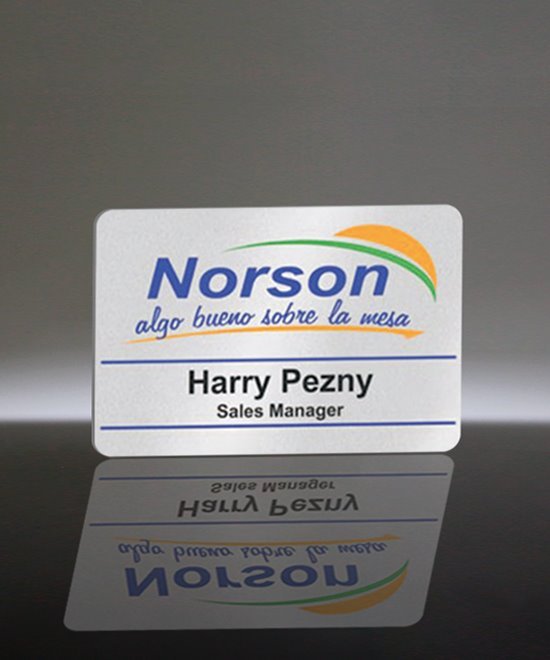 Norson
algo bueno sobre la mesa
Harry Pezny
Sales Manager